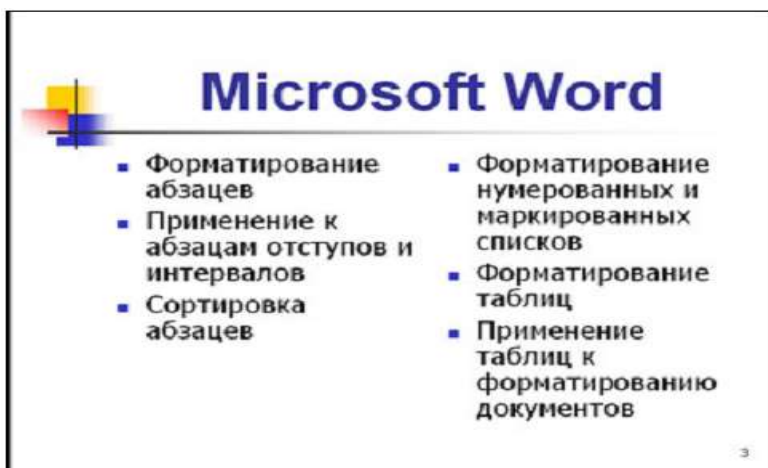 Microsoft Word
Форматирование
абзацев
Применение к
абзацам отступов и
интервалов
Сортировка
абзацев
Форматирование
нумерованных и
маркированных
списков
Форматирование
таблиц
Применение
таблиц к
форматированию
документов
3